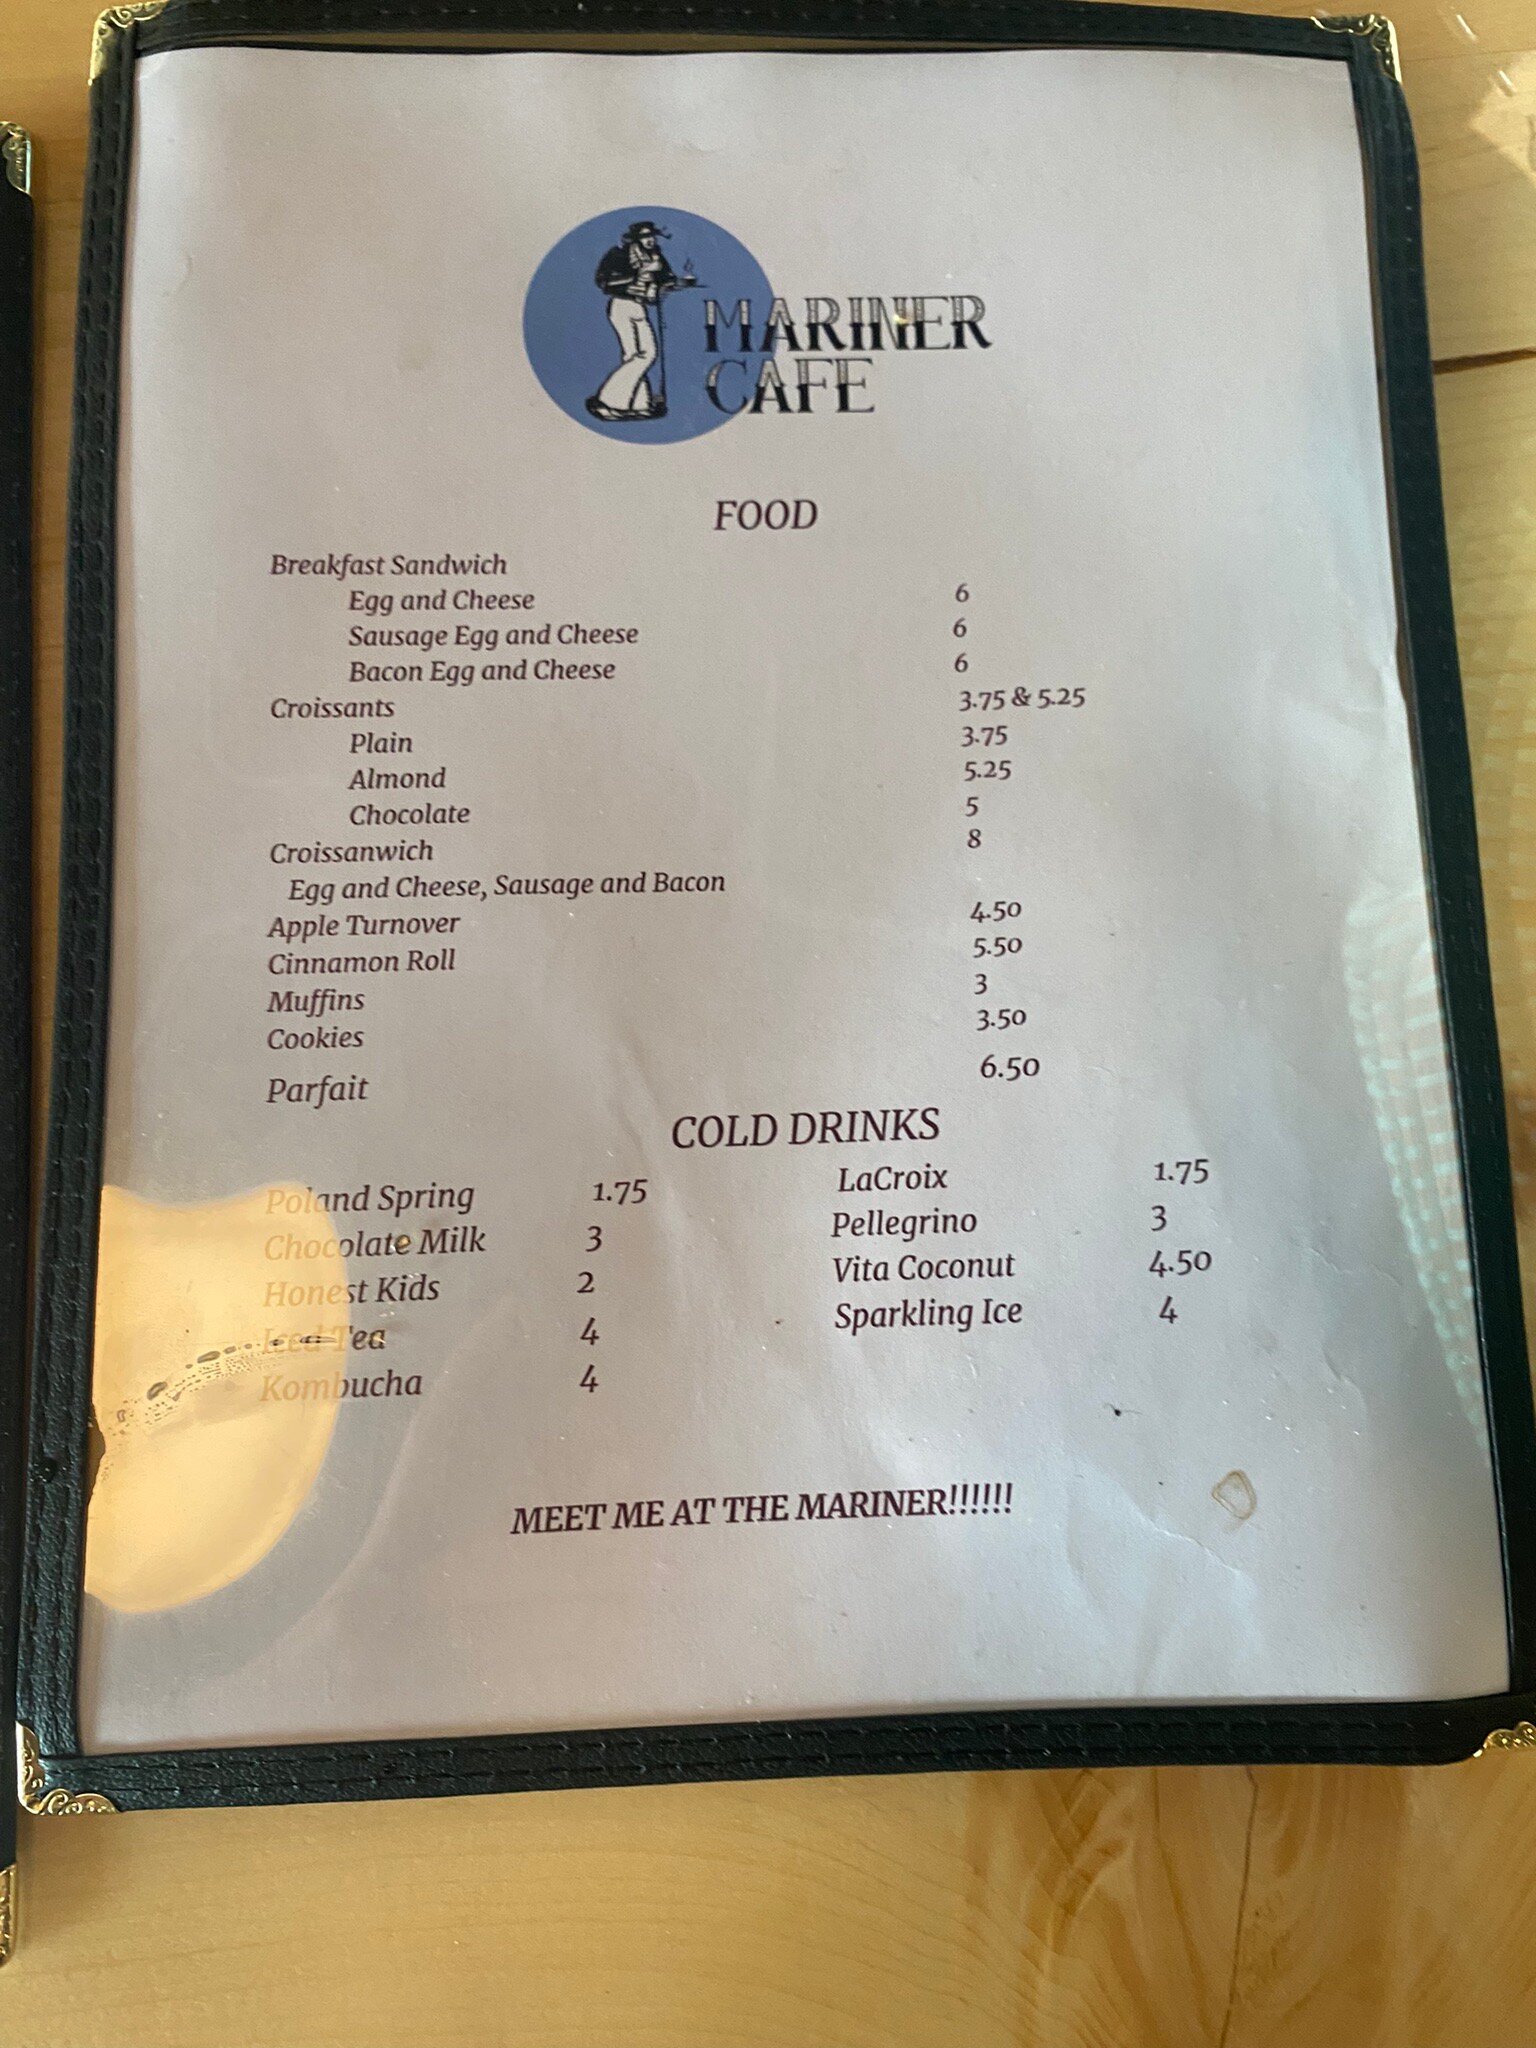 MARINER
CAFE
FOOD
Breakfast Sandwich
Egg and Cheese 6
Sausage Egg and Cheese 6
Bacon Egg and Cheese 6
Croissants 3.75 & 5.25
Plain 3.75
Almond 5.25
Chocolate 5
Croissanwich 8
Egg and Cheese, Sausage and Bacon
Apple Turnover 4.50
Cinnamon Roll 5.50
Muffins 3
Cookies 3.50
Parfait 6.50
COLD DRINKS
Poland Spring 1.75 LaCroix 1.75
Chocolate Milk 3 Pellegrino 3
Honest Kids 2 Vita Coconut 4.50
Iced Tea 4 Sparkling Ice 4
Kombucha 4
MEET ME AT THE MARINER!!!!!!